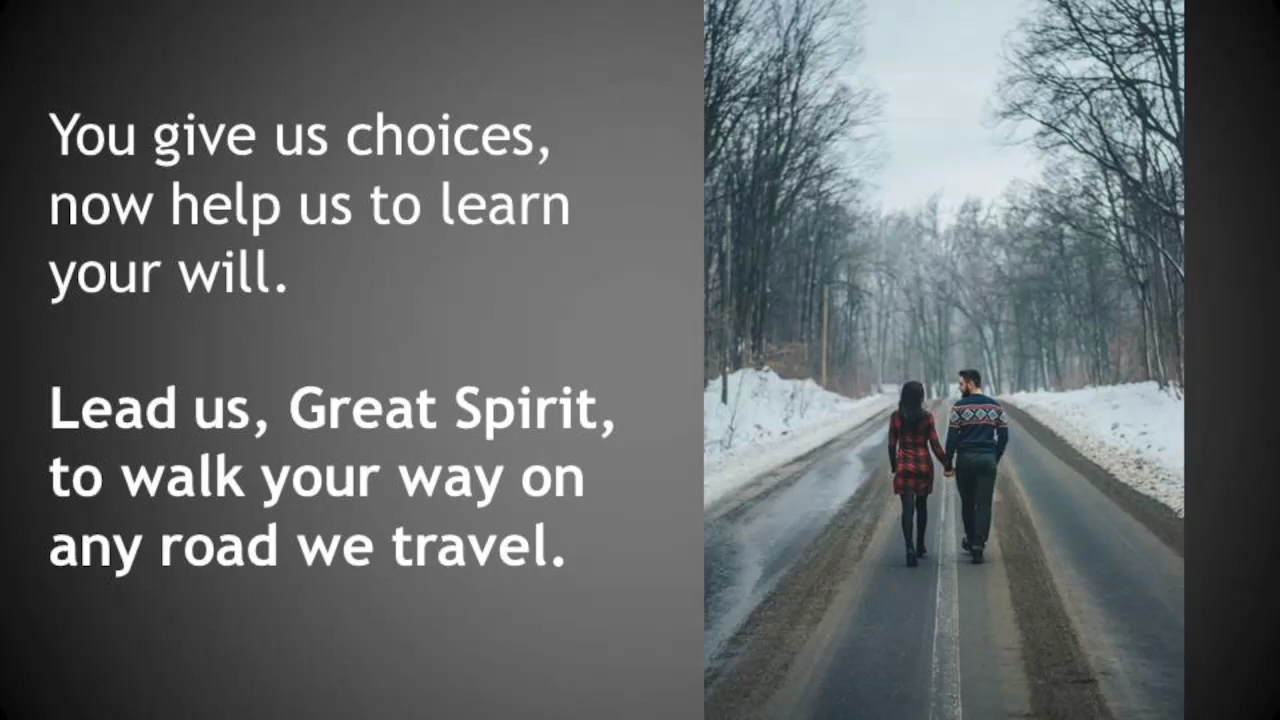 You give us choices,
now help us to learn
your will.
Lead us, Great Spirit,
to walk your way on
any road we travel.